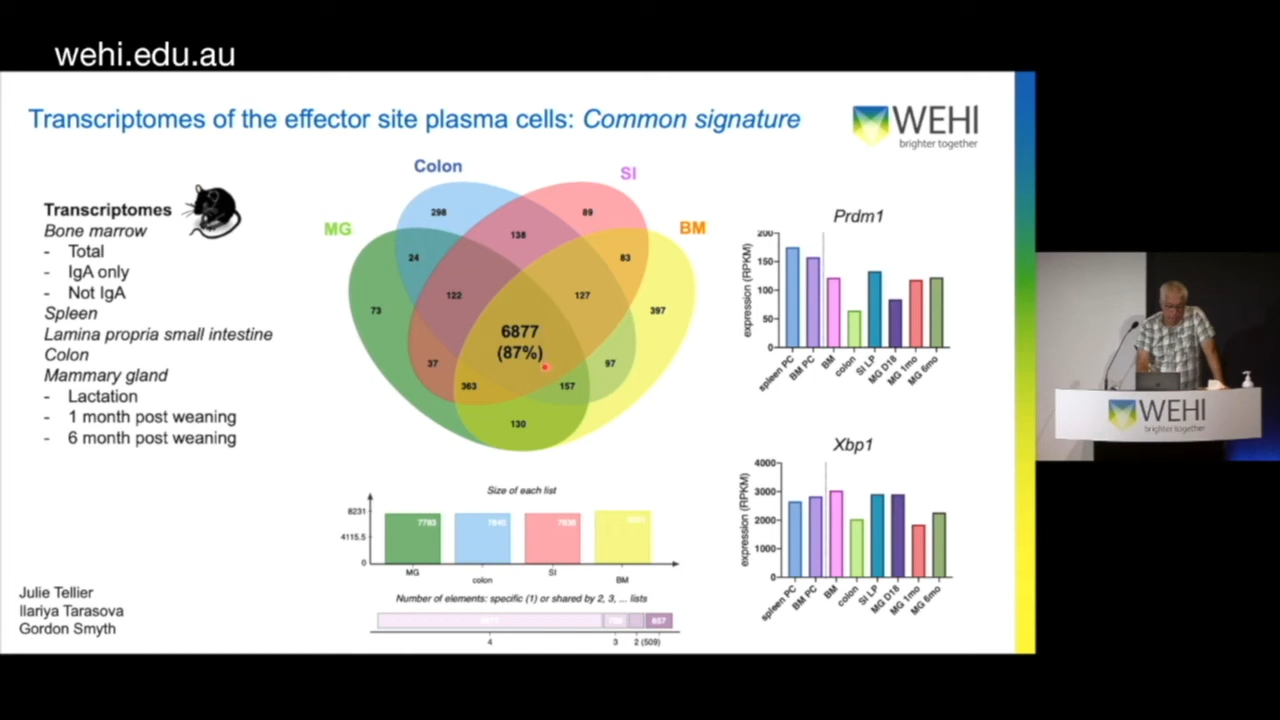 wehi.edu.au
Transcriptomes of the effector site plasma cells: Common signature
WEHI
brighter together
Transcriptomes
Bone marrow
- Total
- IgA only
- Not IgA
Spleen
Lamina propria small intestine
Colon
Mammary gland
- Lactation
- 1 month post weaning
- 6 month post weaning
Julie Tellier
Ilariya Tarasova
Gordon Smyth
Colon
SI
MG
BM
298
89
138
24
83
73
122
127
397
6877
(87%)
37
97
363
157
130
Size of each list
8231
4115.5
0
7783
7840
7836
8231
MG
colon
SI
BM
Number of elements: specific (1) or shared by 2, 3, ... lists
6877
857
4
3
2 (509)
Prdm1
expression (RPKM)
200
150
100
50
0
spleen PC
BM PC
BM
colon
SI LP
MG D18
MG 1mo
MG 6mo
Xbp1
expression (RPKM)
4000
3000
2000
1000
0
spleen PC
BM PC
BM
colon
SI LP
MG D18
MG 1mo
MG 6mo
WEHI
brighter together